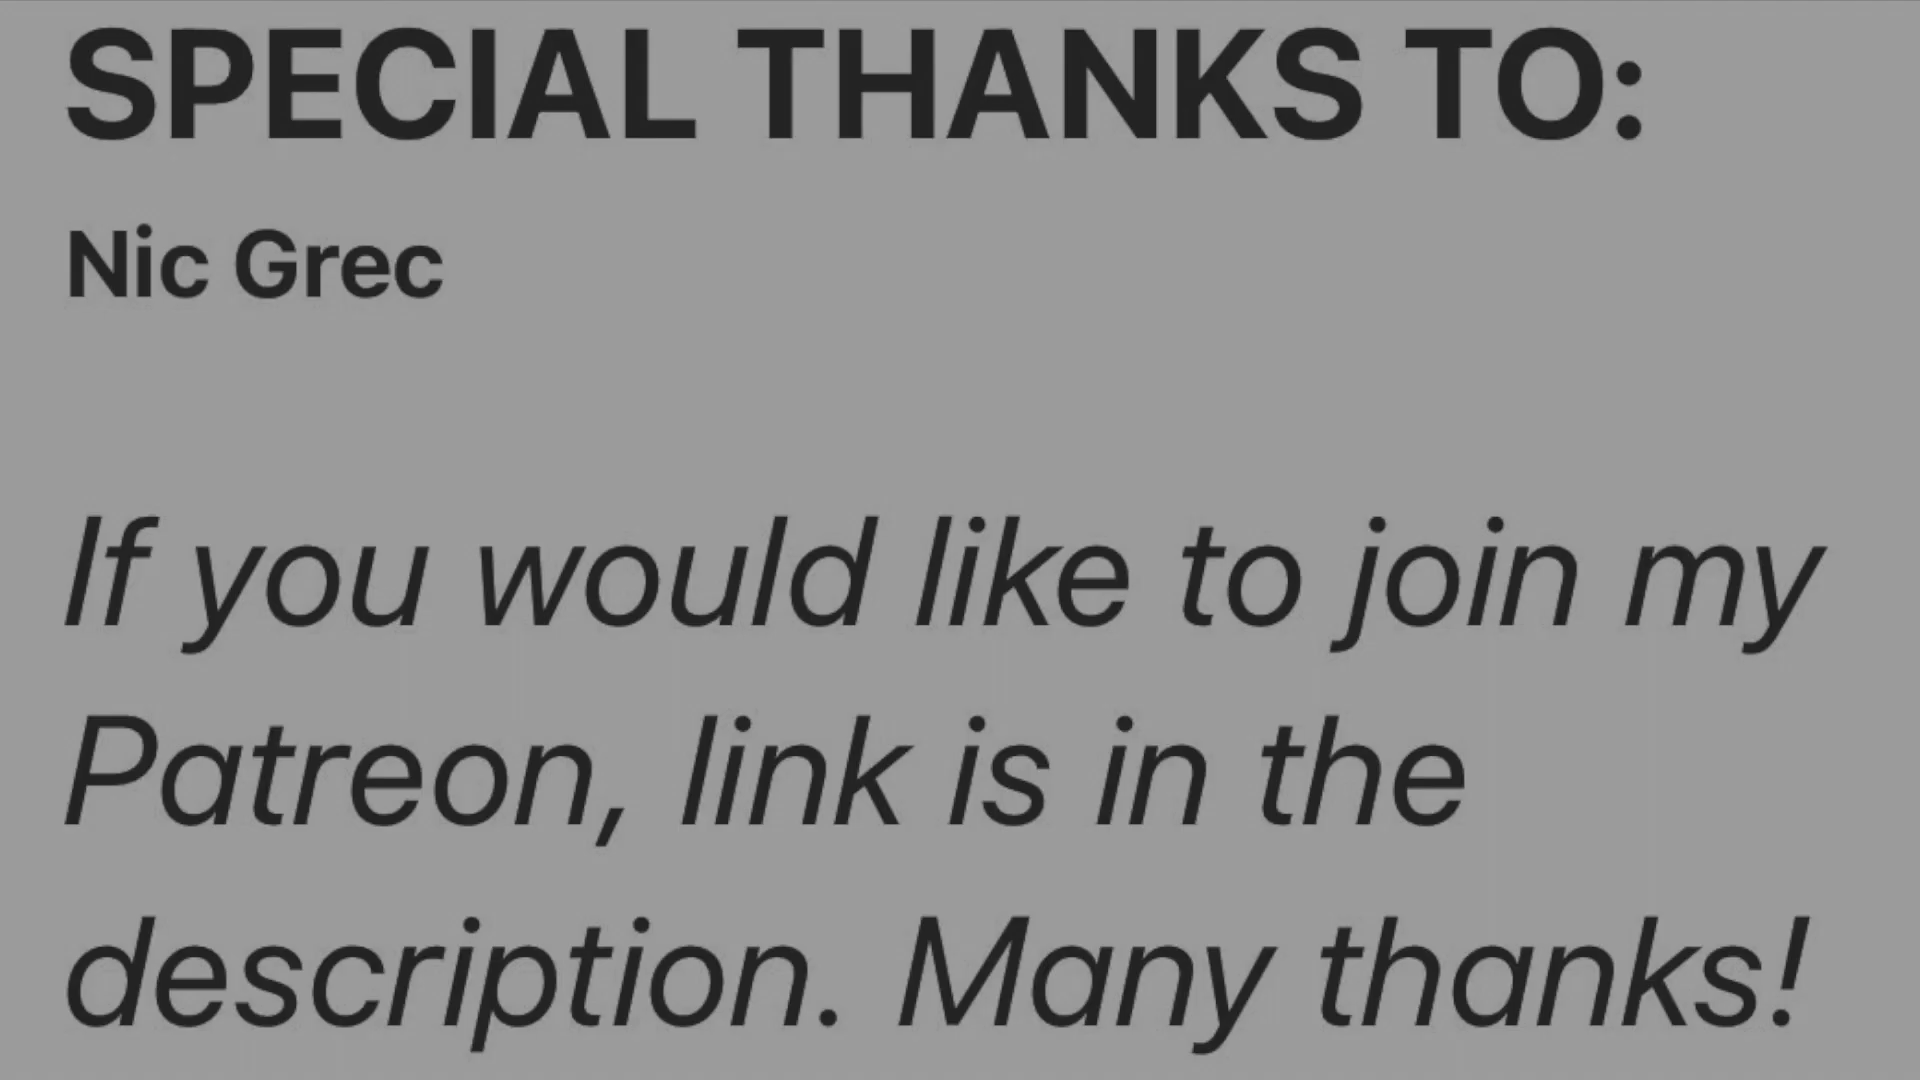 SPECIAL THANKS TO:
Nic Grec
If you would like to join my
Patreon, link is in the
description. Many thanks!